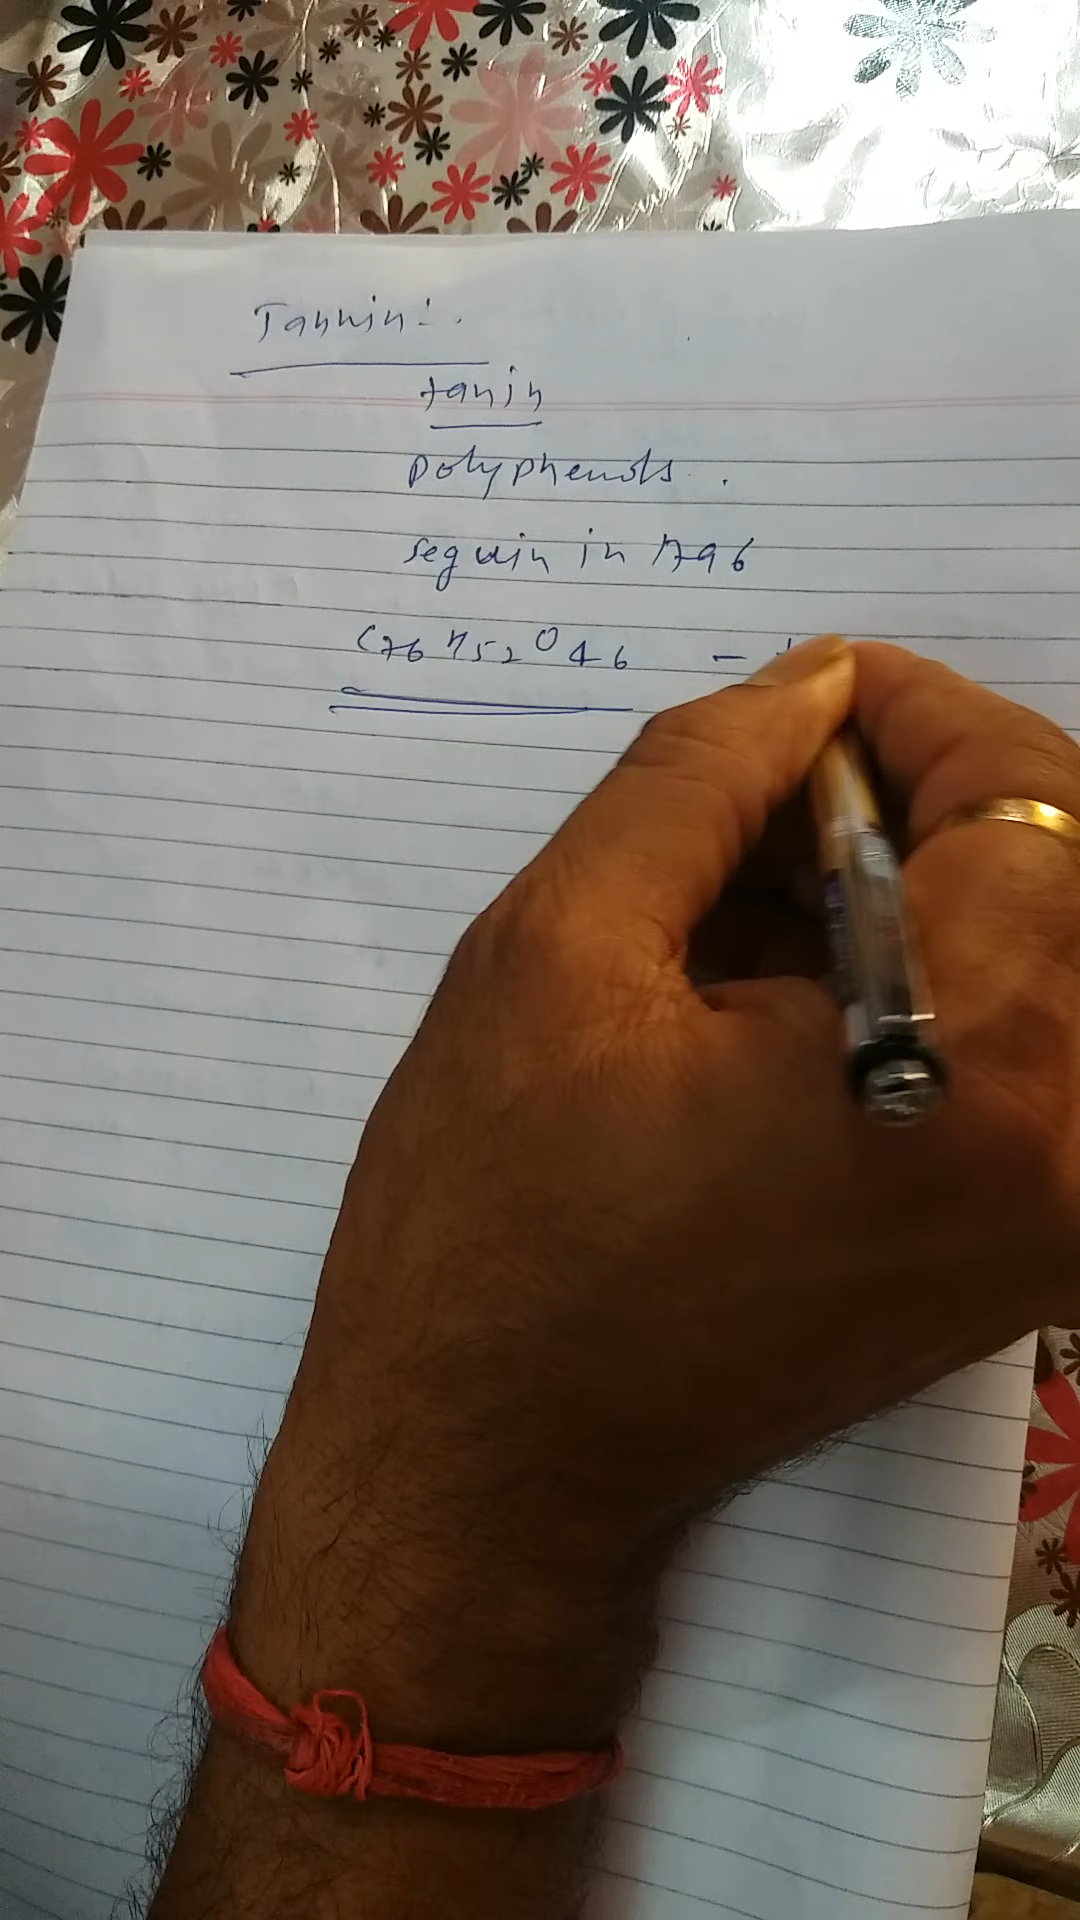 Tannin:-
tanin
polyphenols.
seguin in 1796
C76H52O46 -